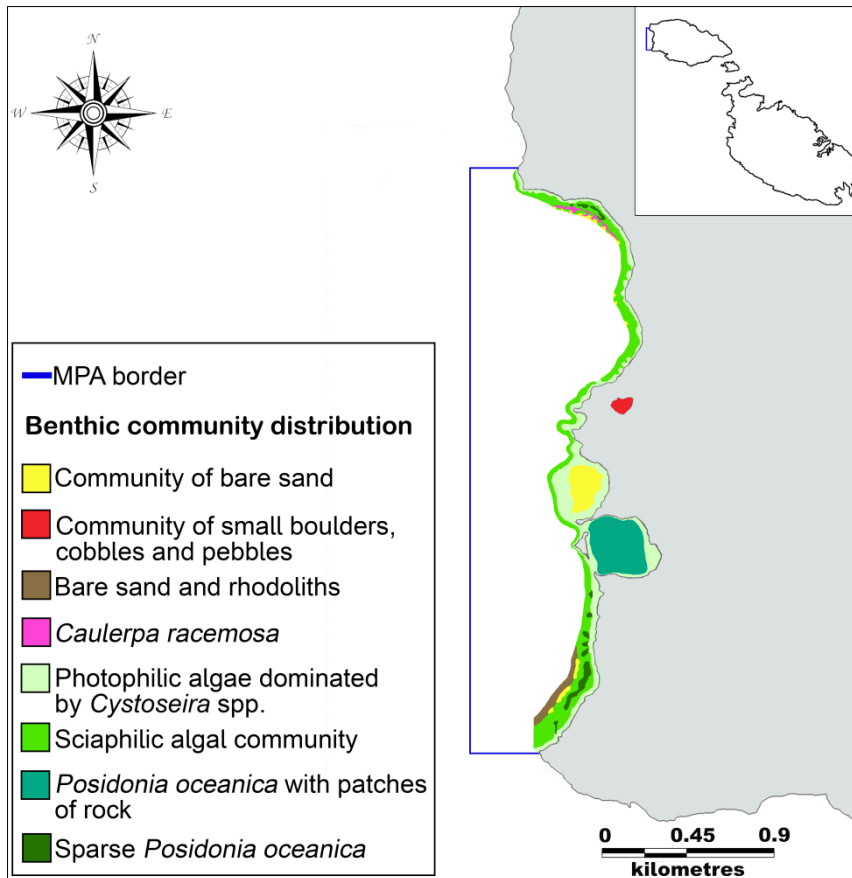 N
W
E
S
MPA border
Benthic community distribution
Community of bare sand
Community of small boulders,
cobbles and pebbles
Bare sand and rhodoliths
Caulerpa racemosa
Photophilic algae dominated
by Cystoseira spp.
Sciaphilic algal community
Posidonia oceanica with patches
of rock
Sparse Posidonia oceanica
0 0.45 0.9
kilometres